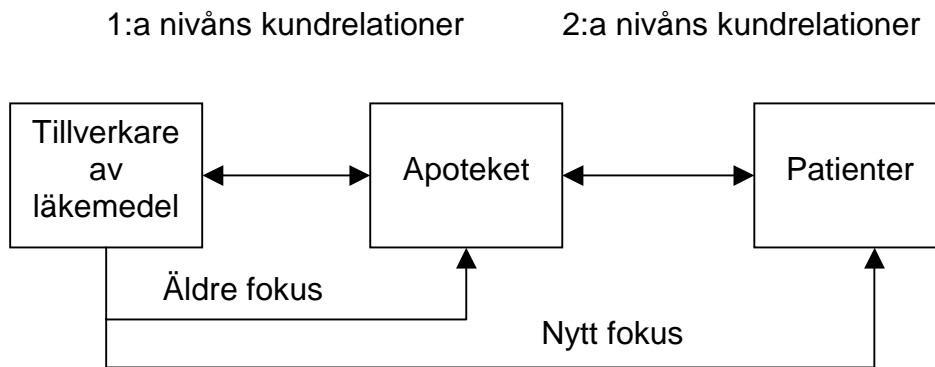 1:a nivåns kundrelationer
2:a nivåns kundrelationer
Tillverkare
av
läkemedel
Apoteket
Patienter
Äldre fokus
Nytt fokus